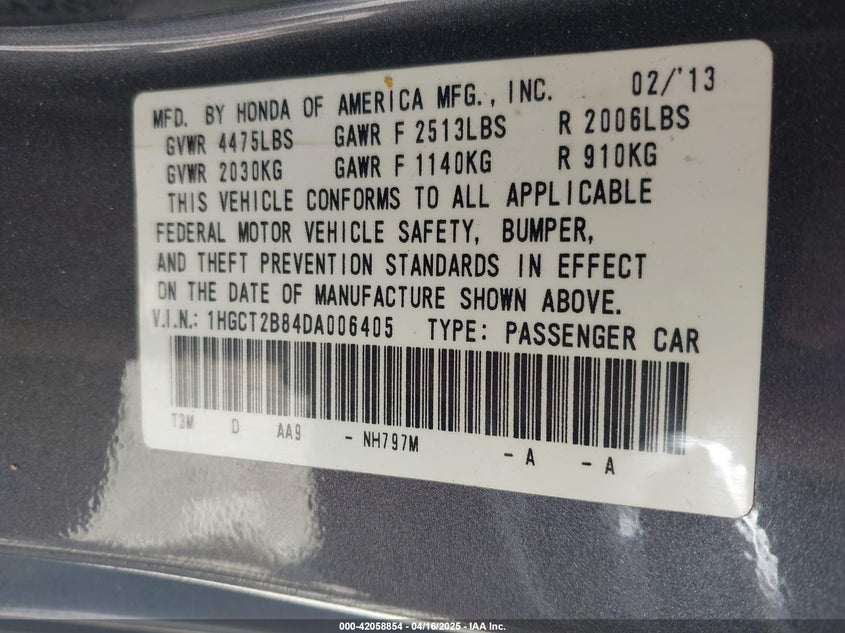 MFD. BY HONDA OF AMERICA MFG., INC. 02/'13
GVWR 4475LBS GAWR F 2513LBS R 2006LBS
GVWR 2030KG GAWR F 1140KG R 910KG
THIS VEHICLE CONFORMS TO ALL APPLICABLE
FEDERAL MOTOR VEHICLE SAFETY, BUMPER,
AND THEFT PREVENTION STANDARDS IN EFFECT
ON THE DATE OF MANUFACTURE SHOWN ABOVE.
V.I.N.: 1HGCT2B84DA006405 TYPE: PASSENGER CAR
T3M D AA9 - NH797M - A - A
000-42058854 - 04/16/2025 - IAA Inc.